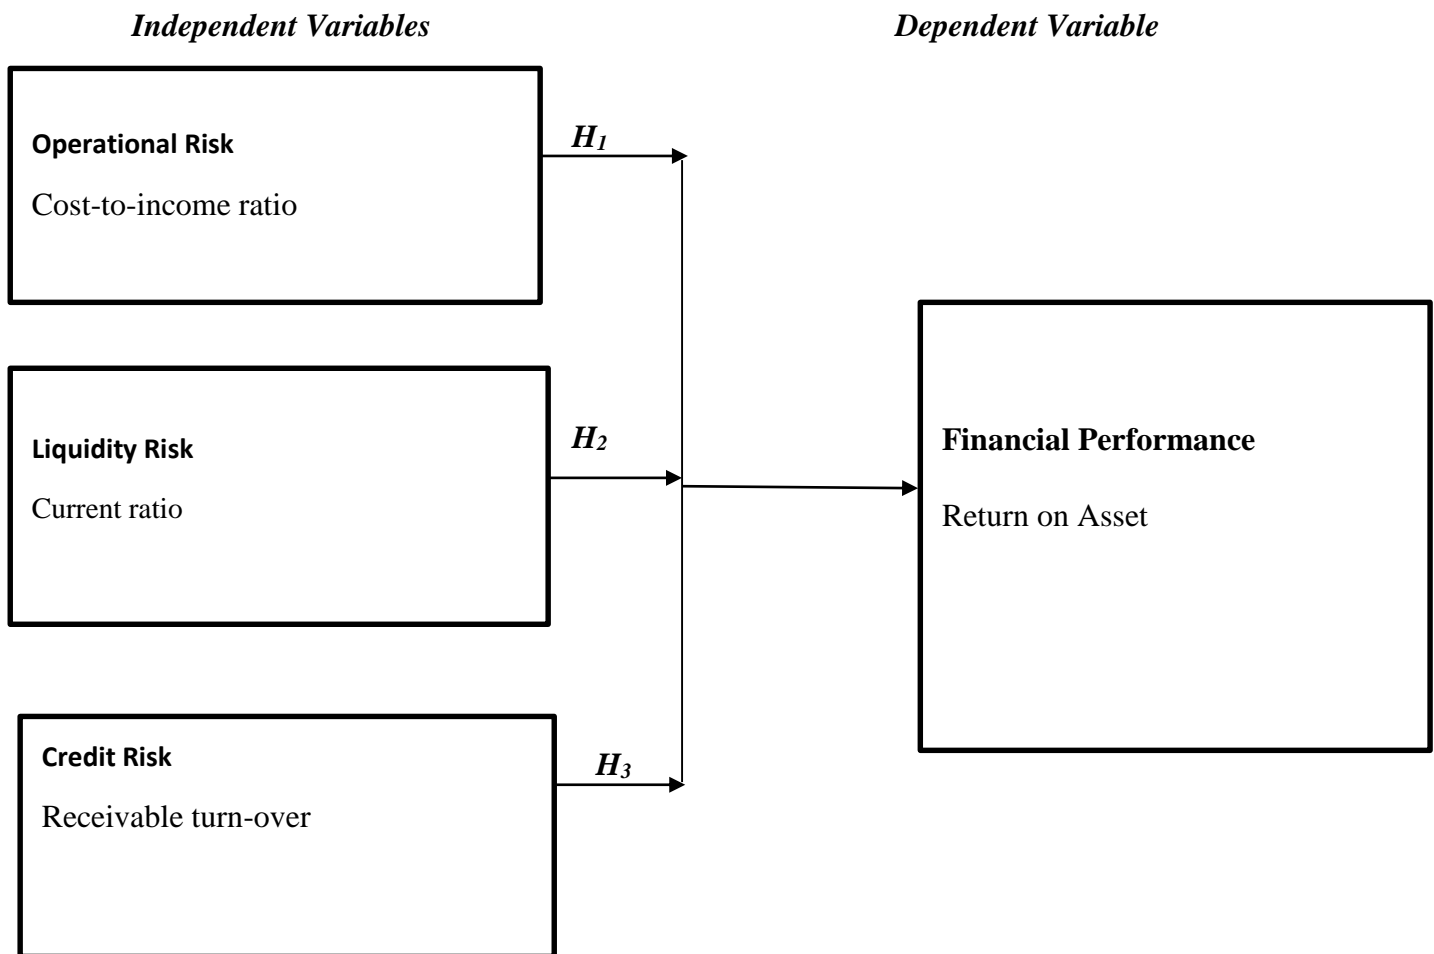 Independent Variables
Dependent Variable
Operational Risk
Cost-to-income ratio
H1
Liquidity Risk
Current ratio
H2
Financial Performance
Return on Asset
Credit Risk
Receivable turn-over
H3